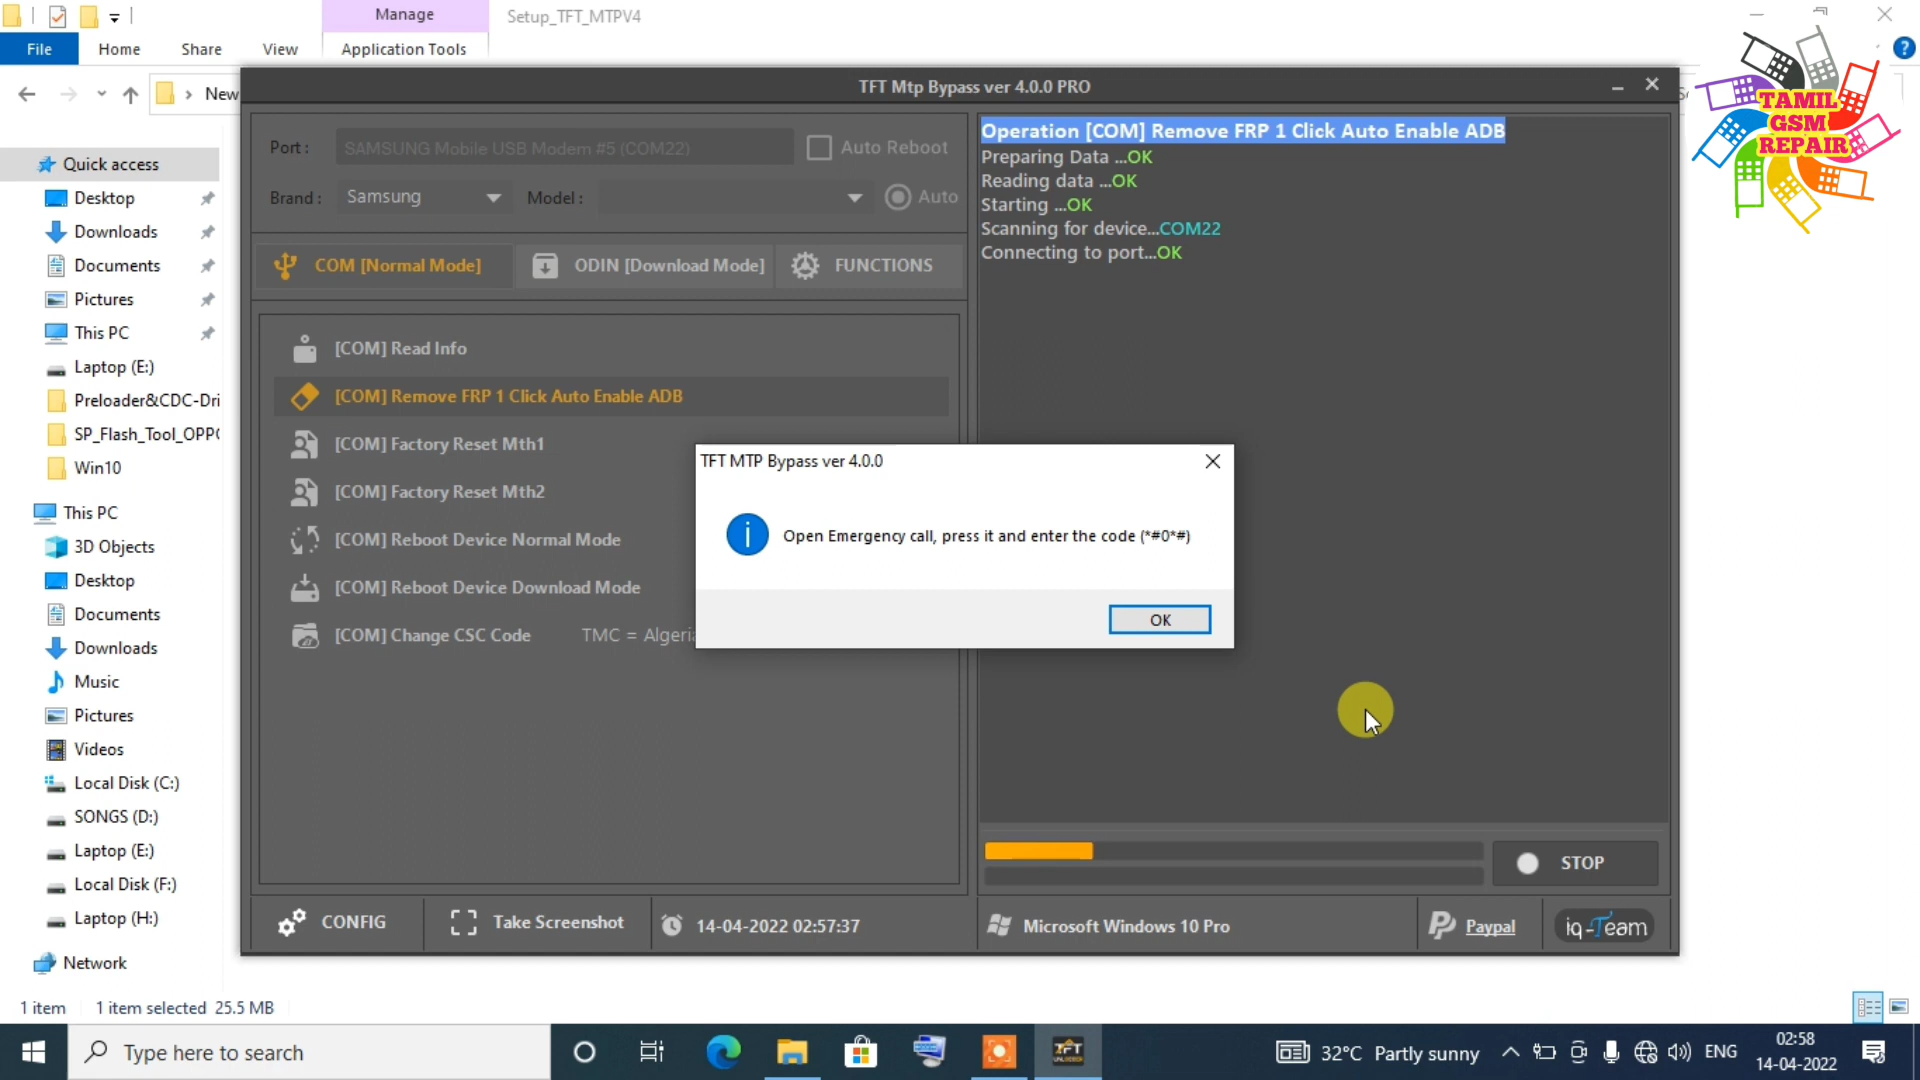 Manage
Setup_TFT_MTPV4
File
Home
Share
View
Application Tools
New
TFT Mtp Bypass ver 4.0.0 PRO
TAMIL
GSM
REPAIR
Quick access
Desktop
Downloads
Documents
Pictures
This PC
Laptop (E:)
Preloader&CDC-Dri
SP_Flash_Tool_OPP
Win10
This PC
3D Objects
Desktop
Documents
Downloads
Music
Pictures
Videos
Local Disk (C:)
SONGS (D:)
Laptop (E:)
Local Disk (F:)
Laptop (H:)
Network
Port :
SAMSUNG Mobile USB Modem #5 (COM22)
Auto Reboot
Brand :
Samsung
Model :
Auto
COM [Normal Mode]
ODIN [Download Mode]
FUNCTIONS
[COM] Read Info
[COM] Remove FRP 1 Click Auto Enable ADB
[COM] Factory Reset Mth1
[COM] Factory Reset Mth2
[COM] Reboot Device Normal Mode
[COM] Reboot Device Download Mode
[COM] Change CSC Code
TMC = Algeria
Operation [COM] Remove FRP 1 Click Auto Enable ADB
Preparing Data ...OK
Reading data ...OK
Starting ...OK
Scanning for device...COM22
Connecting to port...OK
TFT MTP Bypass ver 4.0.0
Open Emergency call, press it and enter the code (*#0*#)
OK
STOP
CONFIG
Take Screenshot
14-04-2022 02:57:37
Microsoft Windows 10 Pro
Paypal
iq-Team
1 item
1 item selected 25.5 MB
Type here to search
TFT
32°C Partly sunny
ENG
02:58
14-04-2022